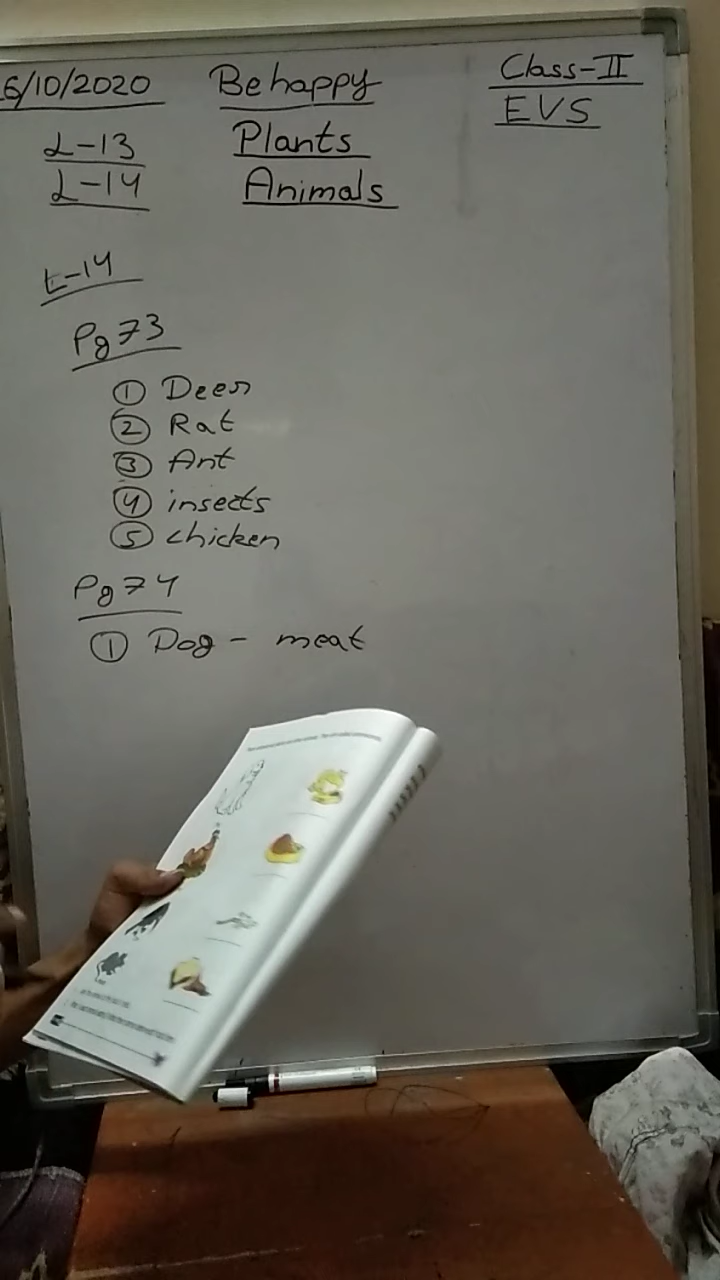 6/10/2020 Be happy Class-II
EVS
L-13 Plants
L-14 Animals
L-14
Pg 73
① Deer
② Rat
③ Ant
④ insects
⑤ chicken
Pg 74
① Dog - meat